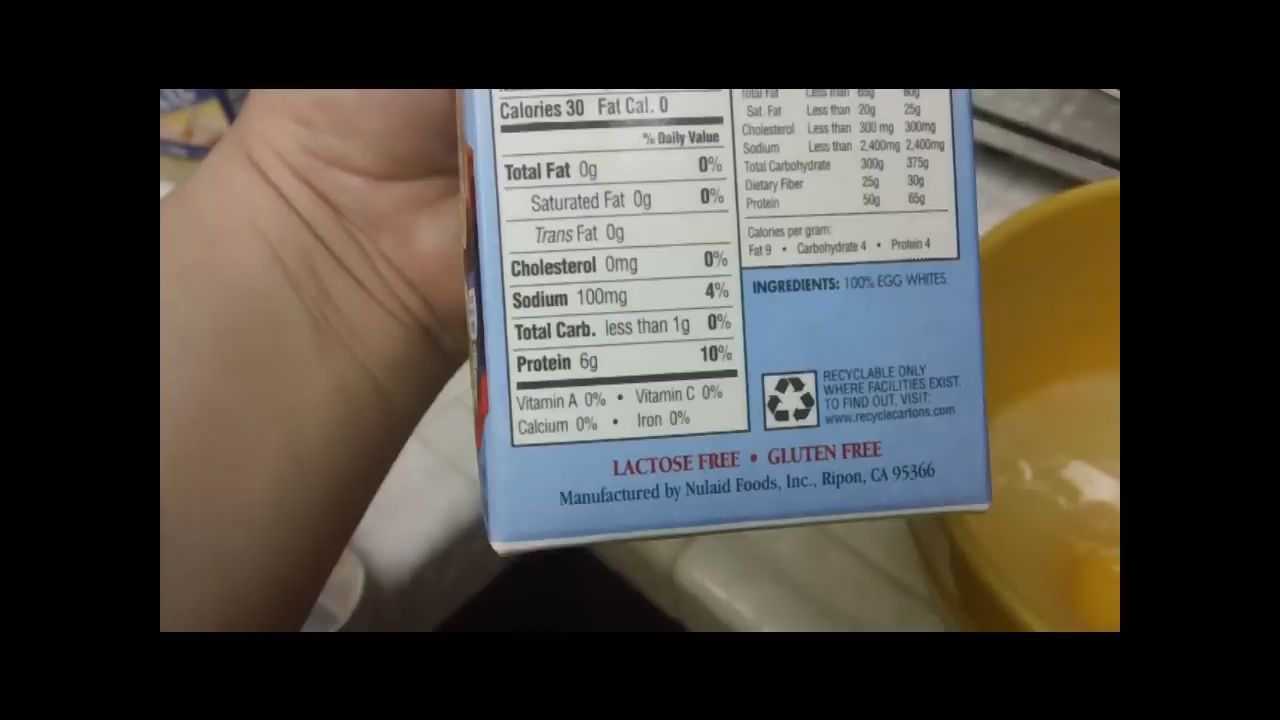 Calories 30 Fat Cal. 0
% Daily Value
Total Fat 0g 0%
Saturated Fat 0g 0%
Trans Fat 0g
Cholesterol 0mg 0%
Sodium 100mg 4%
Total Carb. less than 1g 0%
Protein 6g 10%
Vitamin A 0% • Vitamin C 0%
Calcium 0% • Iron 0%
Total Fat Less than 65g 80g
Sat. Fat Less than 20g 25g
Cholesterol Less than 300 mg 300mg
Sodium Less than 2,400mg 2,400mg
Total Carbohydrate 300g 375g
Dietary Fiber 25g 30g
Protein 50g 65g
Calories per gram:
Fat 9 • Carbohydrate 4 • Protein 4
INGREDIENTS: 100% EGG WHITES
RECYCLABLE ONLY
WHERE FACILITIES EXIST.
TO FIND OUT, VISIT:
www.recyclecartons.com
LACTOSE FREE • GLUTEN FREE
Manufactured by Nulaid Foods, Inc., Ripon, CA 95366